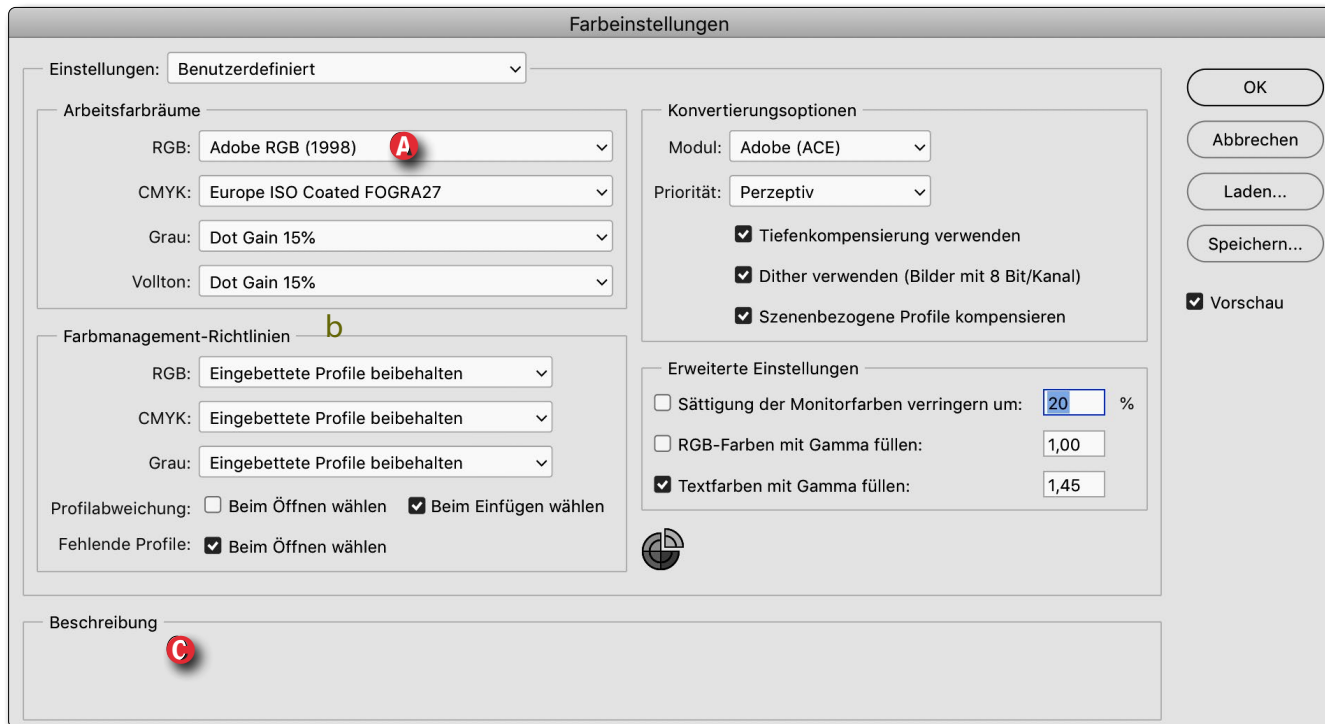 Farbeinstellungen
Einstellungen: Benutzerdefiniert
Arbeitsfarbräume
RGB: Adobe RGB (1998) A
CMYK: Europe ISO Coated FOGRA27
Grau: Dot Gain 15%
Vollton: Dot Gain 15%
b
Farbmanagement-Richtlinien
RGB: Eingebettete Profile beibehalten
CMYK: Eingebettete Profile beibehalten
Grau: Eingebettete Profile beibehalten
Profilabweichung: Beim Öffnen wählen Beim Einfügen wählen
Fehlende Profile: Beim Öffnen wählen
Konvertierungsoptionen
Modul: Adobe (ACE)
Priorität: Perzeptiv
Tiefenkompensierung verwenden
Dither verwenden (Bilder mit 8 Bit/Kanal)
Szenenbezogene Profile kompensieren
Erweiterte Einstellungen
Sättigung der Monitorfarben verringern um: 20 %
RGB-Farben mit Gamma füllen: 1,00
Textfarben mit Gamma füllen: 1,45
OK
Abbrechen
Laden...
Speichern...
Vorschau
Beschreibung
C